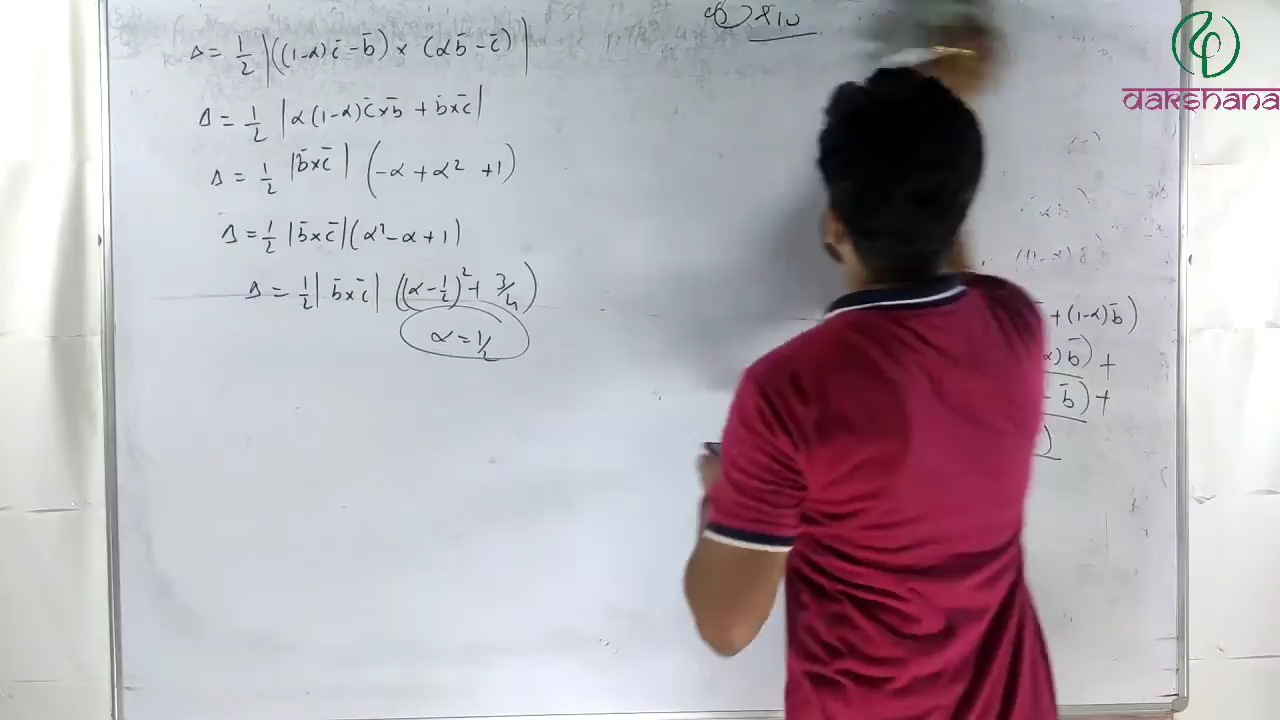 Δ = 1/2 |((1-α)c̄ - b̄) × (αb̄ - c̄)|
Δ = 1/2 |α(1-α)c̄×b̄ + b̄×c̄|
Δ = 1/2 |b̄×c̄| (-α + α² + 1)
Δ = 1/2 |b̄×c̄| (α² - α + 1)
Δ = 1/2 |b̄×c̄| ((α - 1/2)² + 3/4)
α = 1/2
+ (1-α)b̄)
α)b̄) +
- b̄) +
)
dakshana